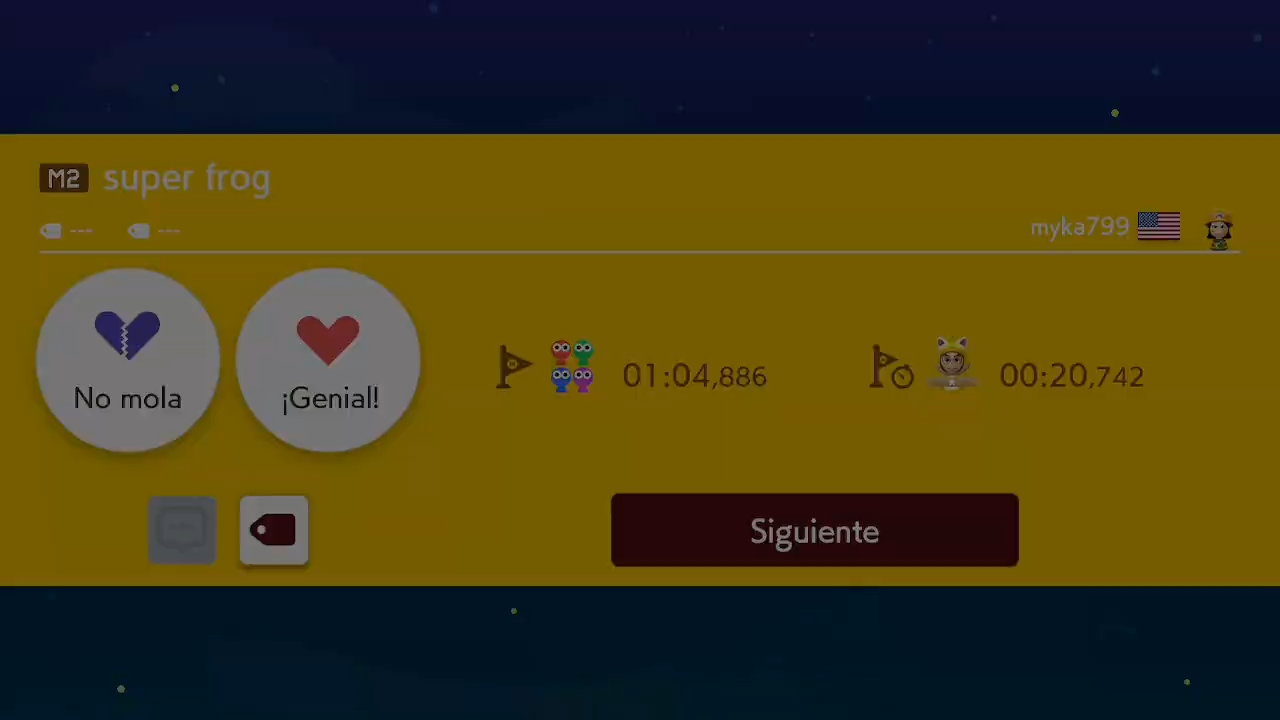 M2 super frog
--- ---
myka799
No mola
¡Genial!
01:04,886
00:20,742
Siguiente